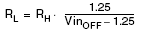 R_L = R_H · 1.25 / (Vin_OFF – 1.25)